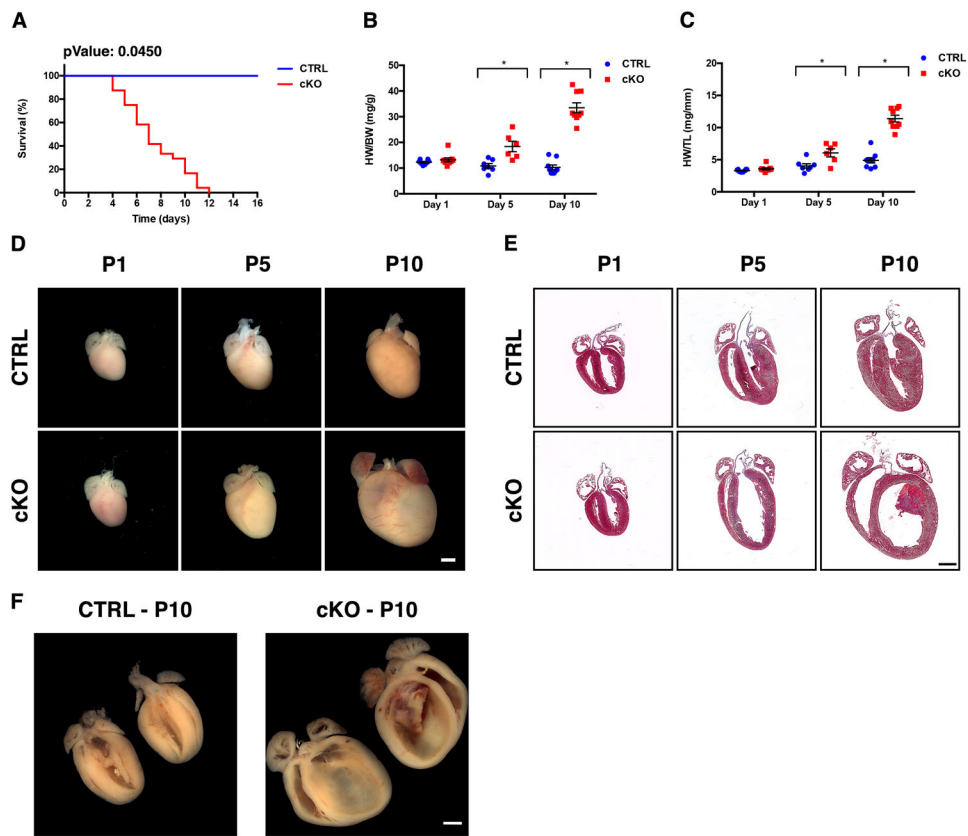 A
pValue: 0.0450
CTRL
cKO
Survival (%)
100
80
60
40
20
0
0 2 4 6 8 10 12 14 16
Time (days)
B
CTRL
cKO
HW/BW (mg/g)
50
40
30
20
10
0
*
*
Day 1 Day 5 Day 10
C
CTRL
cKO
HW/TL (mg/mm)
20
15
10
5
0
*
*
Day 1 Day 5 Day 10
D
P1 P5 P10
CTRL
cKO
E
P1 P5 P10
CTRL
cKO
F
CTRL - P10
cKO - P10